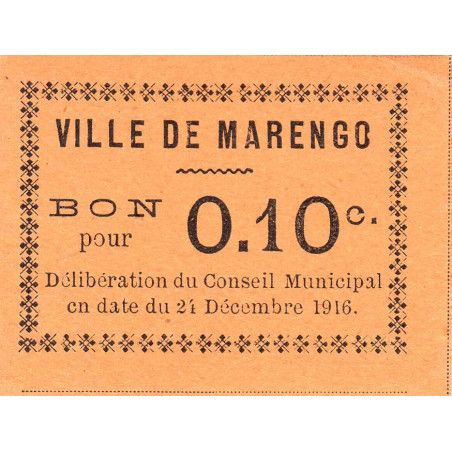 VILLE DE MARENGO
BON
pour
0.10c.
Délibération du Conseil Municipal
en date du 24 Décembre 1916.